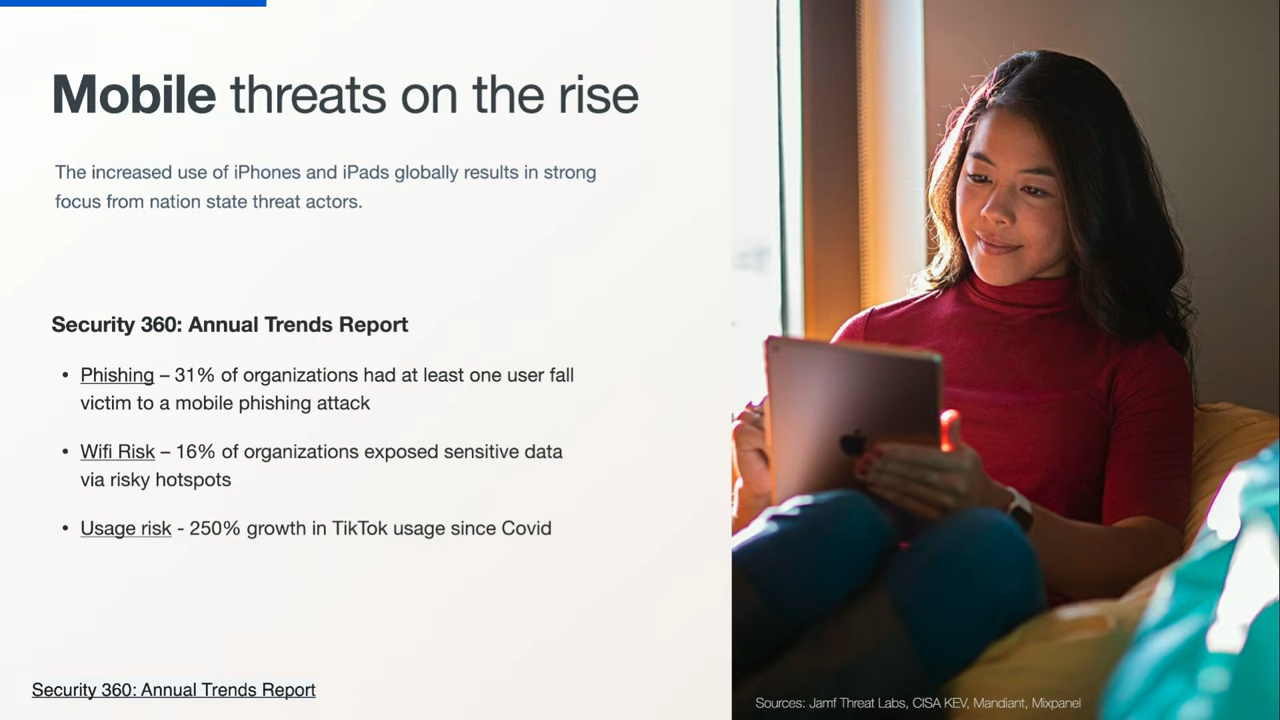 Mobile threats on the rise
The increased use of iPhones and iPads globally results in strong
focus from nation state threat actors.
Security 360: Annual Trends Report
• Phishing – 31% of organizations had at least one user fall
victim to a mobile phishing attack
• Wifi Risk – 16% of organizations exposed sensitive data
via risky hotspots
• Usage risk - 250% growth in TikTok usage since Covid
Security 360: Annual Trends Report
Sources: Jamf Threat Labs, CISA KEV, Mandiant, Mixpanel